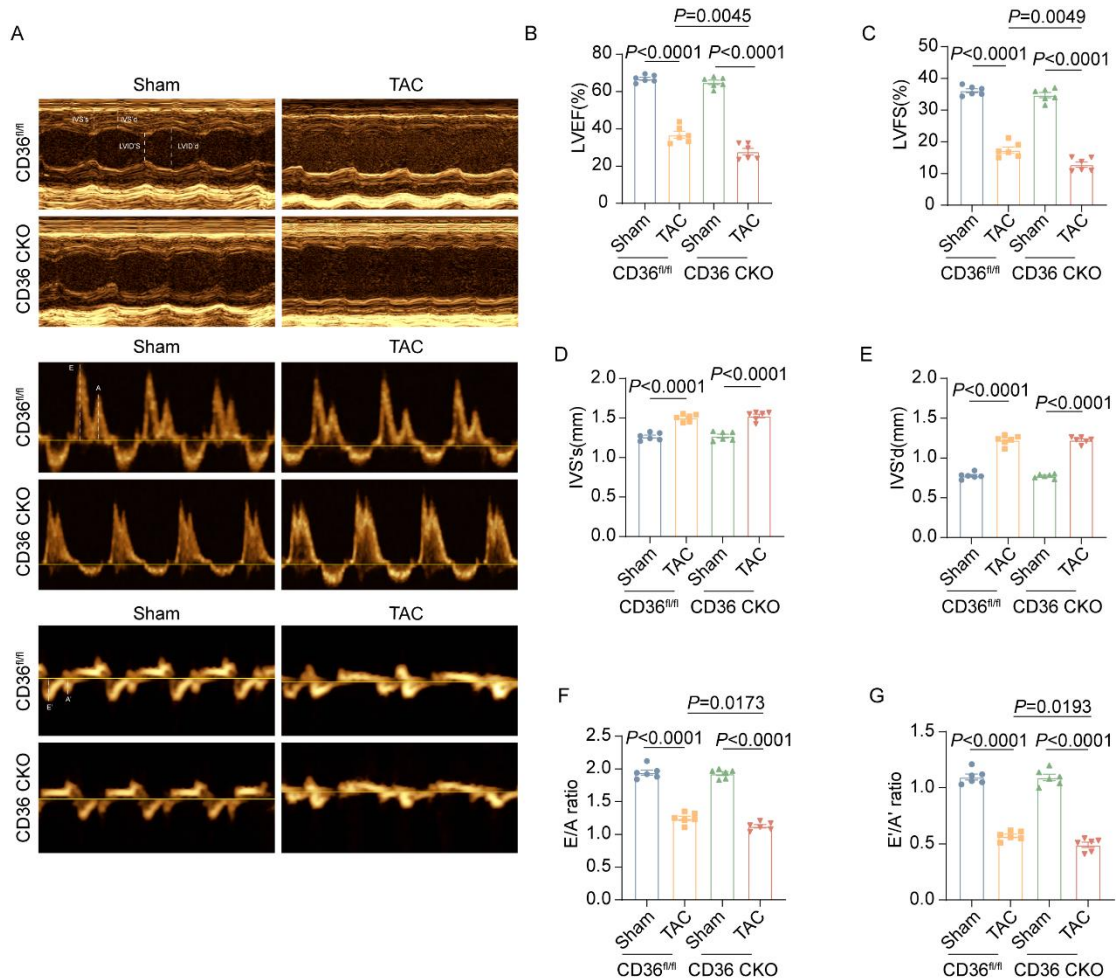 A
Sham TAC
CD36fl/fl
IVS's IVS'd
LVID'S LVID'd
CD36 CKO
Sham TAC
CD36fl/fl
E A
CD36 CKO
Sham TAC
CD36fl/fl
E' A'
CD36 CKO
B
P=0.0045
P<0.0001 P<0.0001
LVEF(%)
80
60
40
20
0
Sham TAC Sham TAC
CD36fl/fl CD36 CKO
C
P=0.0049
P<0.0001 P<0.0001
LVFS(%)
50
40
30
20
10
0
Sham TAC Sham TAC
CD36fl/fl CD36 CKO
D
P<0.0001 P<0.0001
IVS's(mm)
2.0
1.5
1.0
0.5
0.0
Sham TAC Sham TAC
CD36fl/fl CD36 CKO
E
P<0.0001 P<0.0001
IVS'd(mm)
2.0
1.5
1.0
0.5
0.0
Sham TAC Sham TAC
CD36fl/fl CD36 CKO
F
P=0.0173
P<0.0001 P<0.0001
E/A ratio
2.5
2.0
1.5
1.0
0.5
0.0
Sham TAC Sham TAC
CD36fl/fl CD36 CKO
G
P=0.0193
P<0.0001 P<0.0001
E'/A' ratio
1.5
1.0
0.5
0.0
Sham TAC Sham TAC
CD36fl/fl CD36 CKO